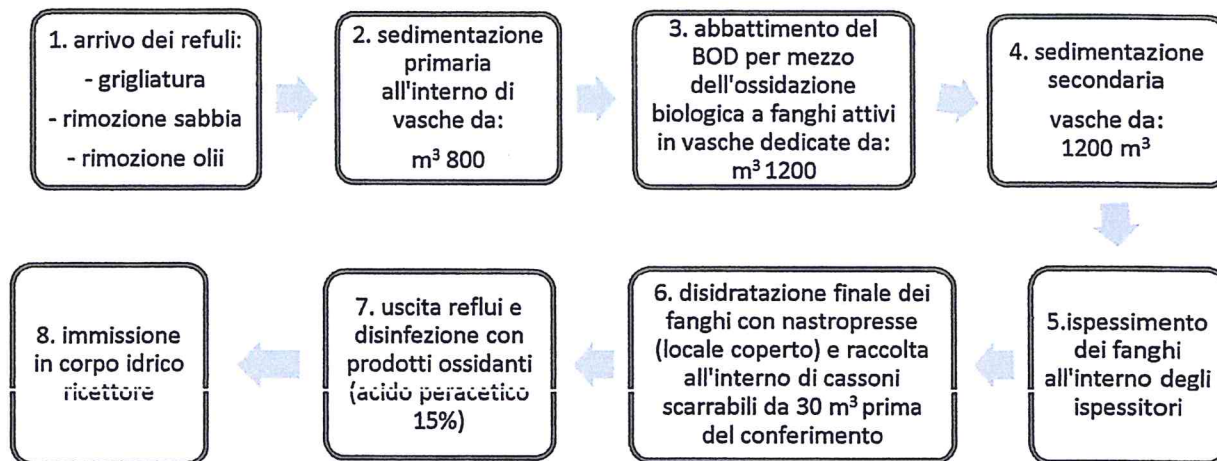 1. arrivo dei refuli:
- grigliatura
- rimozione sabbia
- rimozione olii
2. sedimentazione
primaria
all'interno di
vasche da:
m³ 800
3. abbattimento del
BOD per mezzo
dell'ossidazione
biologica a fanghi attivi
in vasche dedicate da:
m³ 1200
4. sedimentazione
secondaria
vasche da:
1200 m³
5.ispessimento
dei fanghi
all'interno degli
ispessitori
6. disidratazione finale dei
fanghi con nastropresse
(locale coperto) e raccolta
all'interno di cassoni
scarrabili da 30 m³ prima
del conferimento
7. uscita reflui e
disinfezione con
prodotti ossidanti
(acido peracetico
15%)
8. immissione
in corpo idrico
ricettore